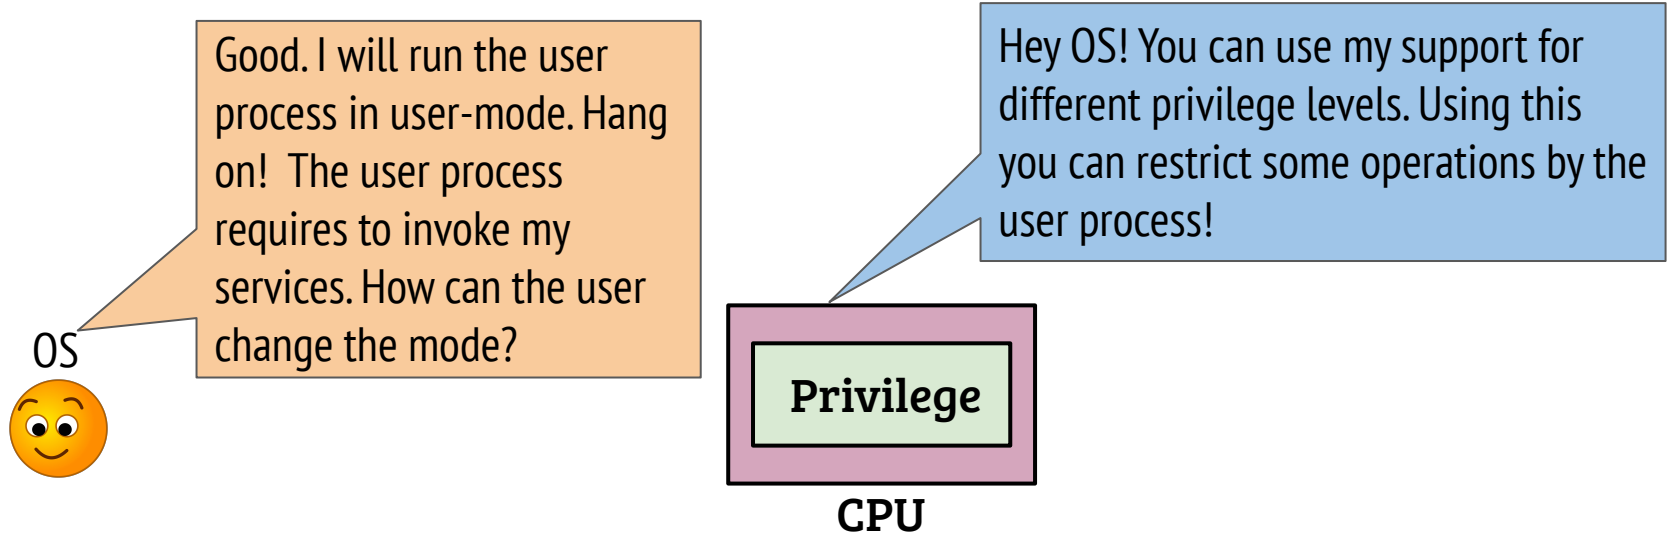 Good. I will run the user
process in user-mode. Hang
on!  The user process
requires to invoke my
services. How can the user
change the mode?
Hey OS! You can use my support for
different privilege levels. Using this
you can restrict some operations by the
user process!
OS
Privilege
CPU